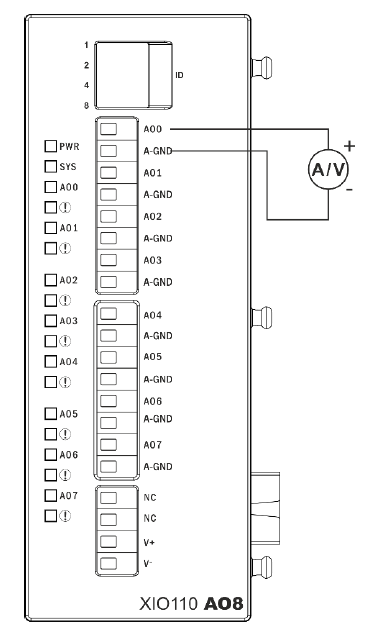 1
2
ID
4
8
AO0
A-GND
AO1
A-GND
AO2
A-GND
AO3
A-GND
AO4
A-GND
AO5
A-GND
AO6
A-GND
AO7
A-GND
NC
NC
V+
V-
PWR
SYS
AO0
!
AO1
!
AO2
!
AO3
!
AO4
!
AO5
!
AO6
!
AO7
!
+
A/V
-
XIO110 AO8